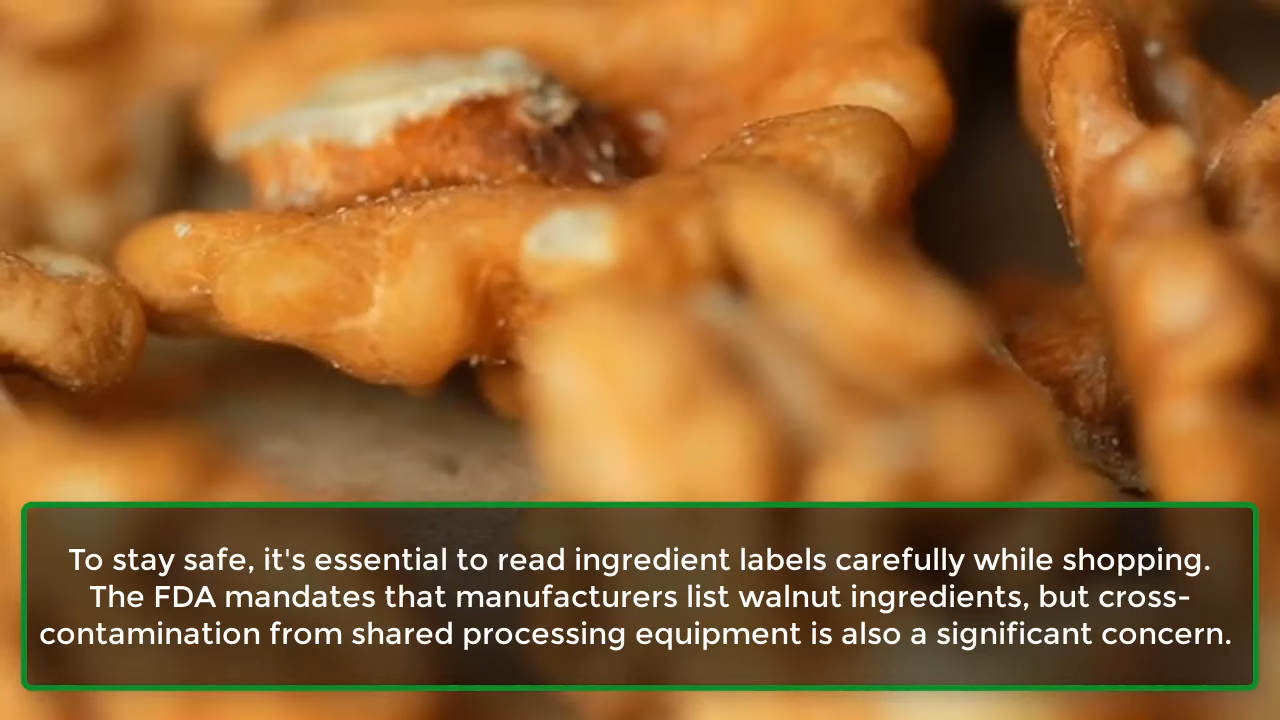 To stay safe, it's essential to read ingredient labels carefully while shopping.
The FDA mandates that manufacturers list walnut ingredients, but cross-
contamination from shared processing equipment is also a significant concern.